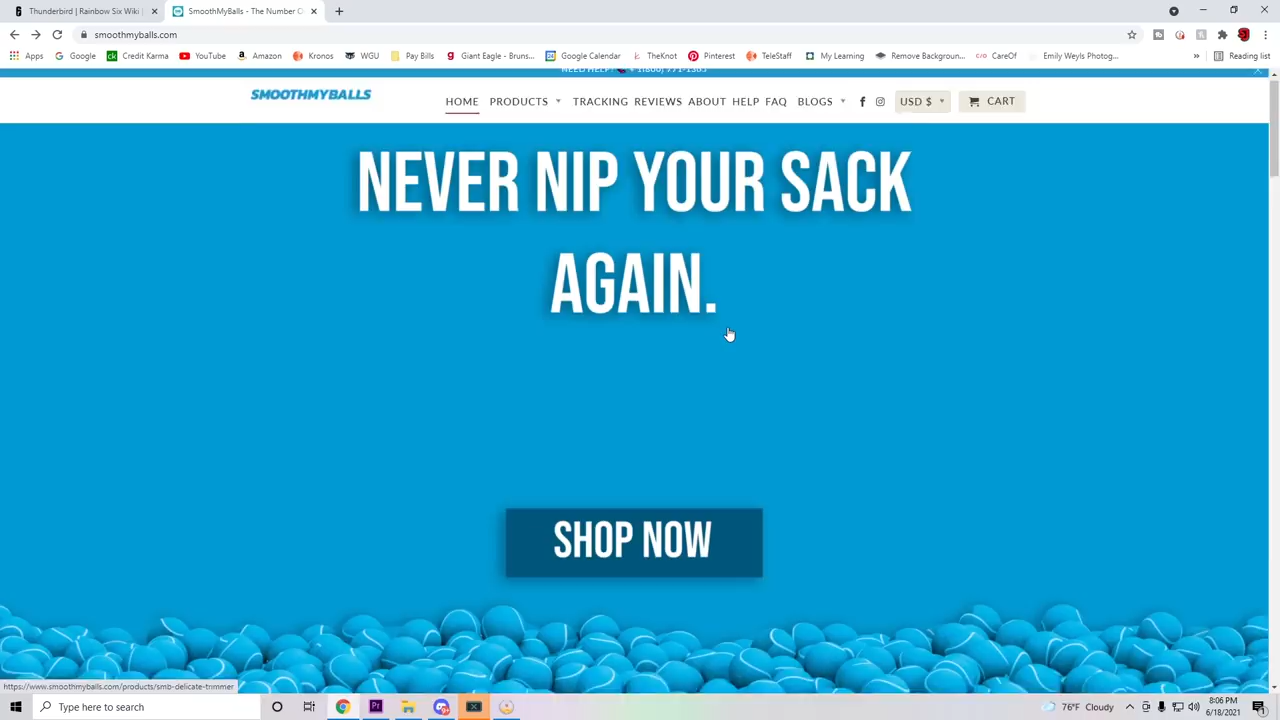 Thunderbird | Rainbow Six Wiki |
SmoothMyBalls - The Number O
smoothmyballs.com
Apps
Google
Credit Karma
YouTube
Amazon
Kronos
WGU
Pay Bills
Giant Eagle - Bruns...
Google Calendar
TheKnot
Pinterest
TeleStaff
My Learning
Remove Background...
CareOf
Emily Weyls Photog...
»
Reading list
SMOOTHMYBALLS
HOME
PRODUCTS
TRACKING
REVIEWS
ABOUT
HELP
FAQ
BLOGS
USD $
CART
NEVER NIP YOUR SACK
AGAIN.
SHOP NOW
https://www.smoothmyballs.com/products/smb-delicate-trimmer
Type here to search
76°F Cloudy
8:06 PM
6/18/2021